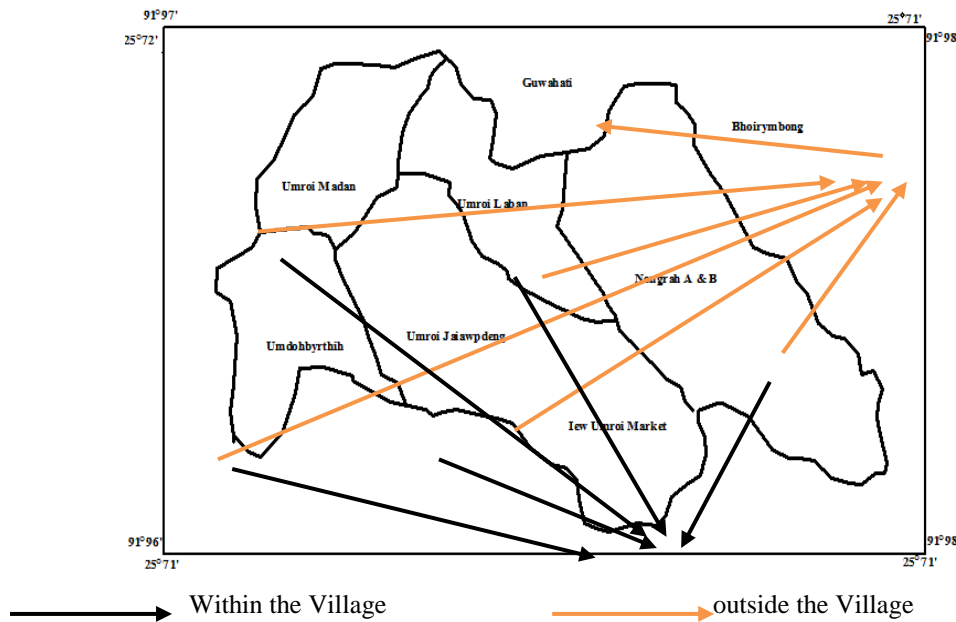 91°97'
25°71'
25°72'
91°98
Guwahati
Bhoirymbong
Umroi Madan
Umroi Laban
Nongrah A & B
Umroi Jaiawpdeng
Umdohbyrthih
Iew Umroi Market
91°96'
91°98
25°71'
25°71'
Within the Village
outside the Village